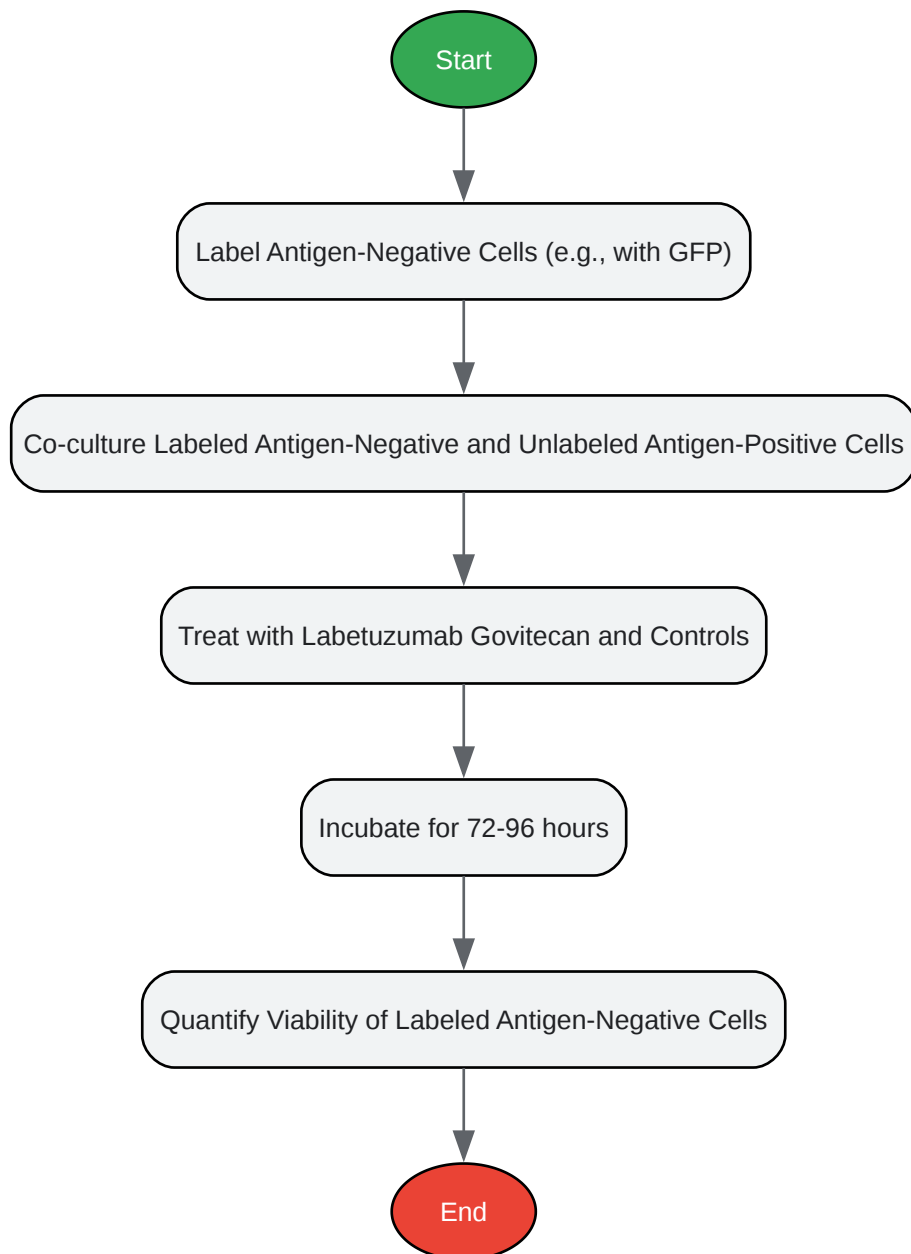 Start
Label Antigen-Negative Cells (e.g., with GFP)
Co-culture Labeled Antigen-Negative and Unlabeled Antigen-Positive Cells
Treat with Labetuzumab Govitecan and Controls
Incubate for 72-96 hours
Quantify Viability of Labeled Antigen-Negative Cells
End